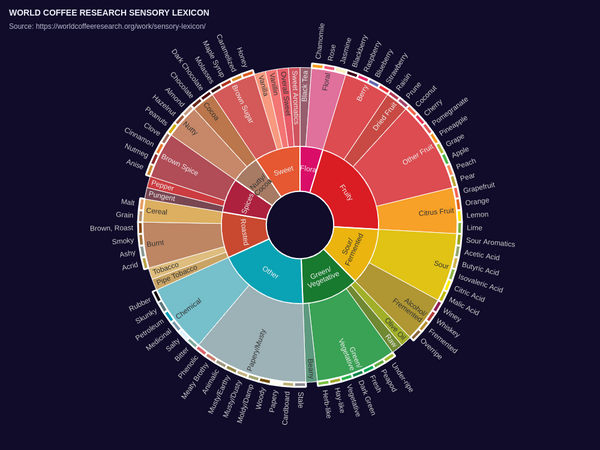 WORLD COFFEE RESEARCH SENSORY LEXICON
Source: https://worldcoffeeresearch.org/work/sensory-lexicon/
Floral
Fruity
Sour/
Fermented
Green/
Vegetative
Other
Roasted
Spices
Nutty
Cocoa
Sweet
Black Tea
Floral
Berry
Dried Fruit
Other Fruit
Citrus Fruit
Sour
Alcohol/
Fermented
Raw
Green/
Vegetative
Beany
Papery/Musty
Chemical
Pipe Tobacco
Tobacco
Burnt
Cereal
Pungent
Pepper
Brown Spice
Nutty
Cocoa
Brown Sugar
Vanilla
Vanillin
Overall Sweet
Sweet Aromatics
Chamomile
Rose
Jasmine
Blackberry
Raspberry
Blueberry
Strawberry
Raisin
Prune
Coconut
Cherry
Pomegranate
Pineapple
Grape
Apple
Peach
Pear
Grapefruit
Orange
Lemon
Lime
Sour Aromatics
Acetic Acid
Butyric Acid
Isovaleric Acid
Citric Acid
Malic Acid
Winey
Whiskey
Fermented
Overripe
Under-ripe
Peapod
Fresh
Dark Green
Vegetative
Hay-like
Herb-like
Stale
Cardboard
Papery
Woody
Moldy/Damp
Musty/Dusty
Musty/Earthy
Animalic
Meaty Brothy
Phenolic
Bitter
Salty
Medicinal
Petroleum
Skunky
Rubber
Acrid
Ashy
Smoky
Brown, Roast
Grain
Malt
Anise
Nutmeg
Cinnamon
Clove
Peanuts
Hazelnut
Almond
Chocolate
Dark Chocolate
Molasses
Maple Syrup
Caramelized
Honey